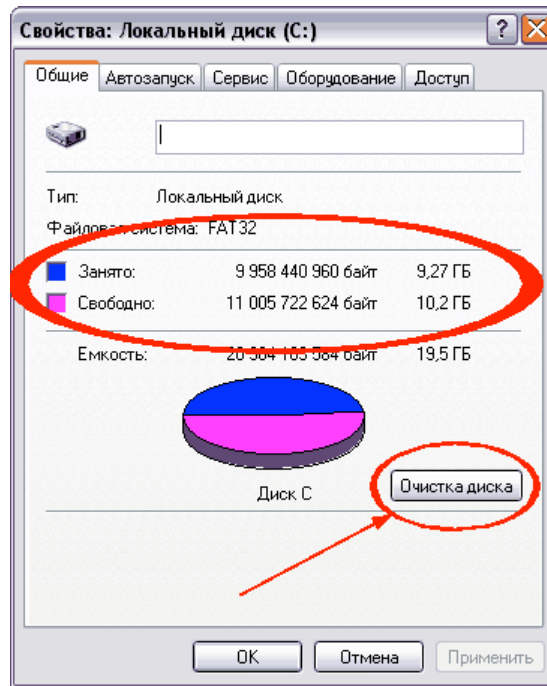 Свойства: Локальный диск (C:)
Общие Автозапуск Сервис Оборудование Доступ
Тип: Локальный диск
Файловая система: FAT32
Занято: 9 958 440 960 байт 9,27 ГБ
Свободно: 11 005 722 624 байт 10,2 ГБ
Емкость: байт 19,5 ГБ
Диск C
Очистка диска
OK Отмена Применить